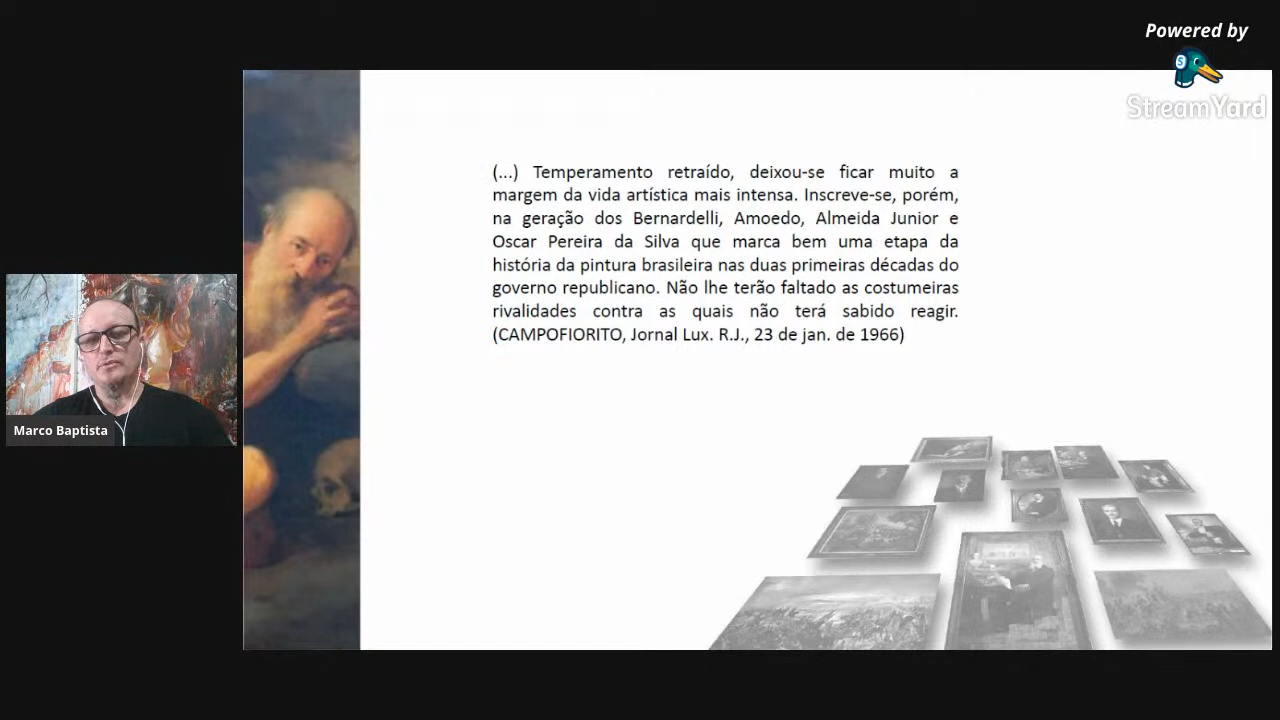 Powered by
StreamYard
(...) Temperamento retraído, deixou-se ficar muito a
margem da vida artística mais intensa. Inscreve-se, porém,
na geração dos Bernardelli, Amoedo, Almeida Junior e
Oscar Pereira da Silva que marca bem uma etapa da
história da pintura brasileira nas duas primeiras décadas do
governo republicano. Não lhe terão faltado as costumeiras
rivalidades contra as quais não terá sabido reagir.
(CAMPOFIORITO, Jornal Lux. R.J., 23 de jan. de 1966)
Marco Baptista